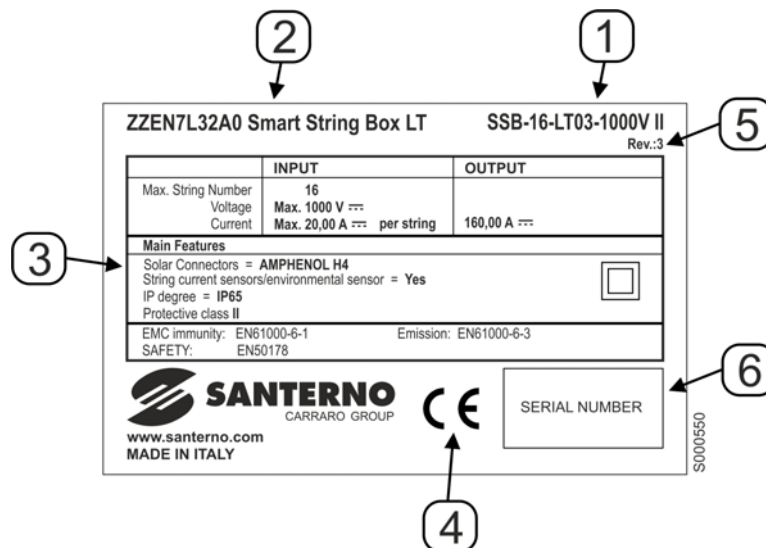 2
1
ZZEN7L32A0 Smart String Box LT SSB-16-LT03-1000V II
Rev.:3
5
INPUT OUTPUT
Max. String Number 16
Voltage Max. 1000 V ⎓
Current Max. 20,00 A ⎓ per string 160,00 A ⎓
Main Features
3
Solar Connectors = AMPHENOL H4
String current sensors/environmental sensor = Yes
IP degree = IP65
Protective class II
EMC immunity: EN61000-6-1 Emission: EN61000-6-3
SAFETY: EN50178
6
SANTERNO
CARRARO GROUP
CE
SERIAL NUMBER
www.santerno.com
MADE IN ITALY
S000550
4